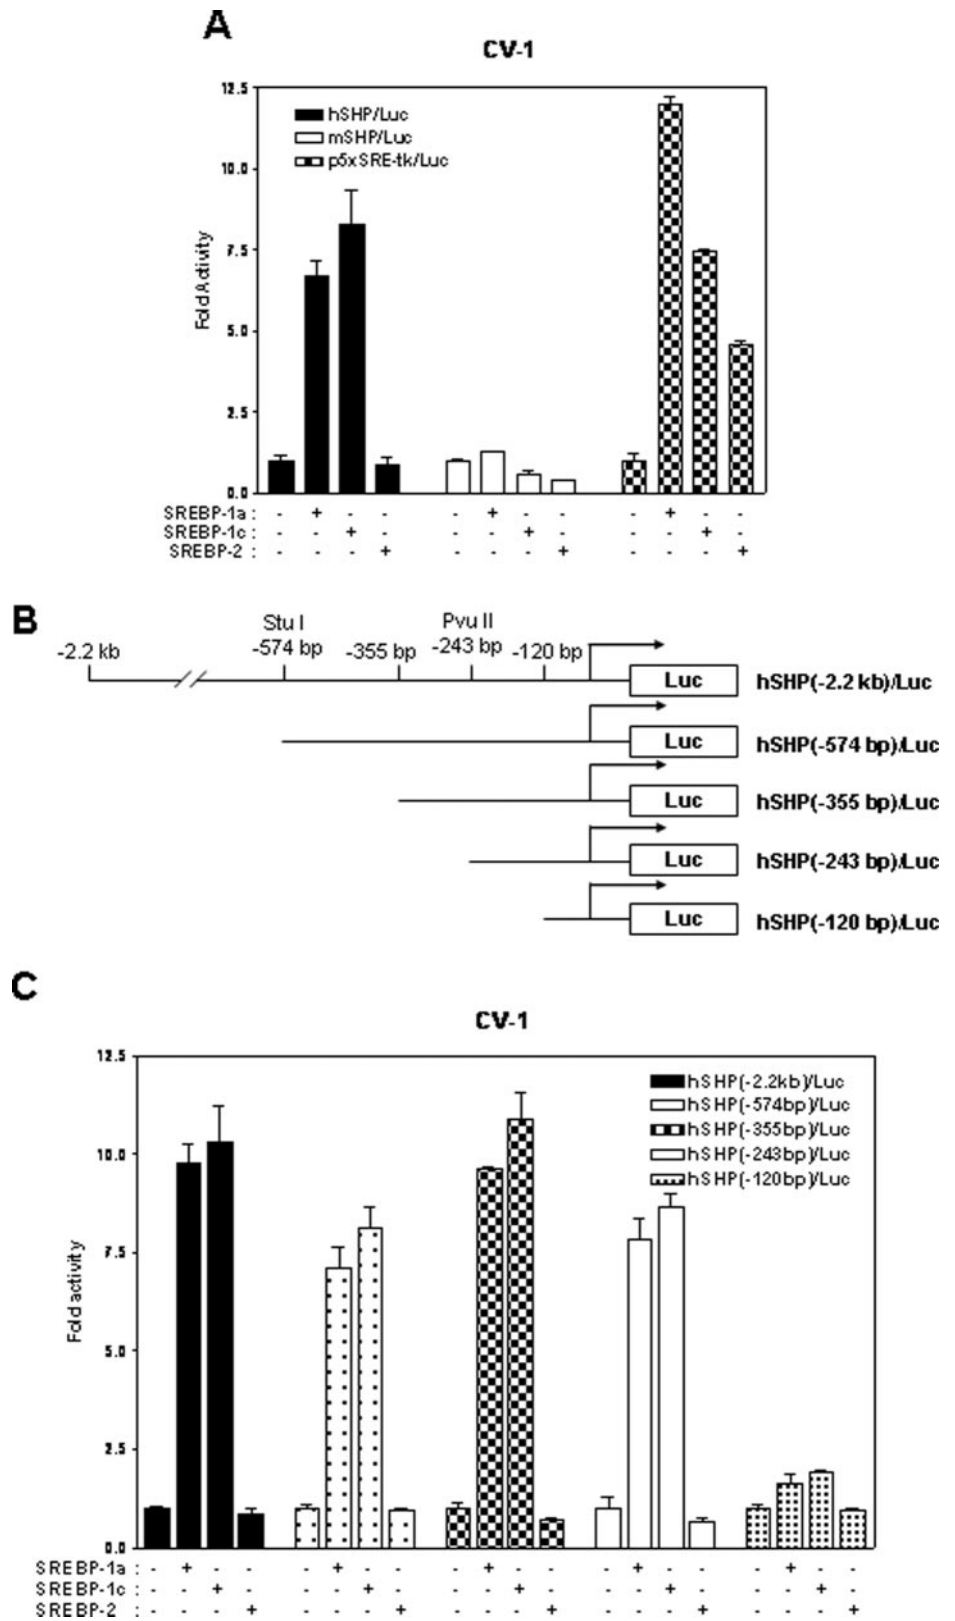 A
CV-1
12.5
10.0
7.5
5.0
2.5
0.0
Fold Activity
hSHP/Luc
mSHP/Luc
p5xSRE-tk/Luc
SREBP-1a : - + - - - + - - - + - -
SREBP-1c : - - + - - - + - - - + -
SREBP-2 : - - - + - - - + - - - +
B
Stu I
Pvu II
-2.2 kb
-574 bp
-355 bp
-243 bp
-120 bp
Luc hSHP(-2.2 kb)/Luc
Luc hSHP(-574 bp)/Luc
Luc hSHP(-355 bp)/Luc
Luc hSHP(-243 bp)/Luc
Luc hSHP(-120 bp)/Luc
C
CV-1
12.5
10.0
7.5
5.0
2.5
0.0
Fold activity
hSHP(-2.2kb)/Luc
hSHP(-574bp)/Luc
hSHP(-355bp)/Luc
hSHP(-243bp)/Luc
hSHP(-120bp)/Luc
SREBP-1a : - + - - - + - - - + - - - + - - - + - -
SREBP-1c : - - + - - - + - - - + - - - + - - - + -
SREBP-2 : - - - + - - - + - - - + - - - + - - - +